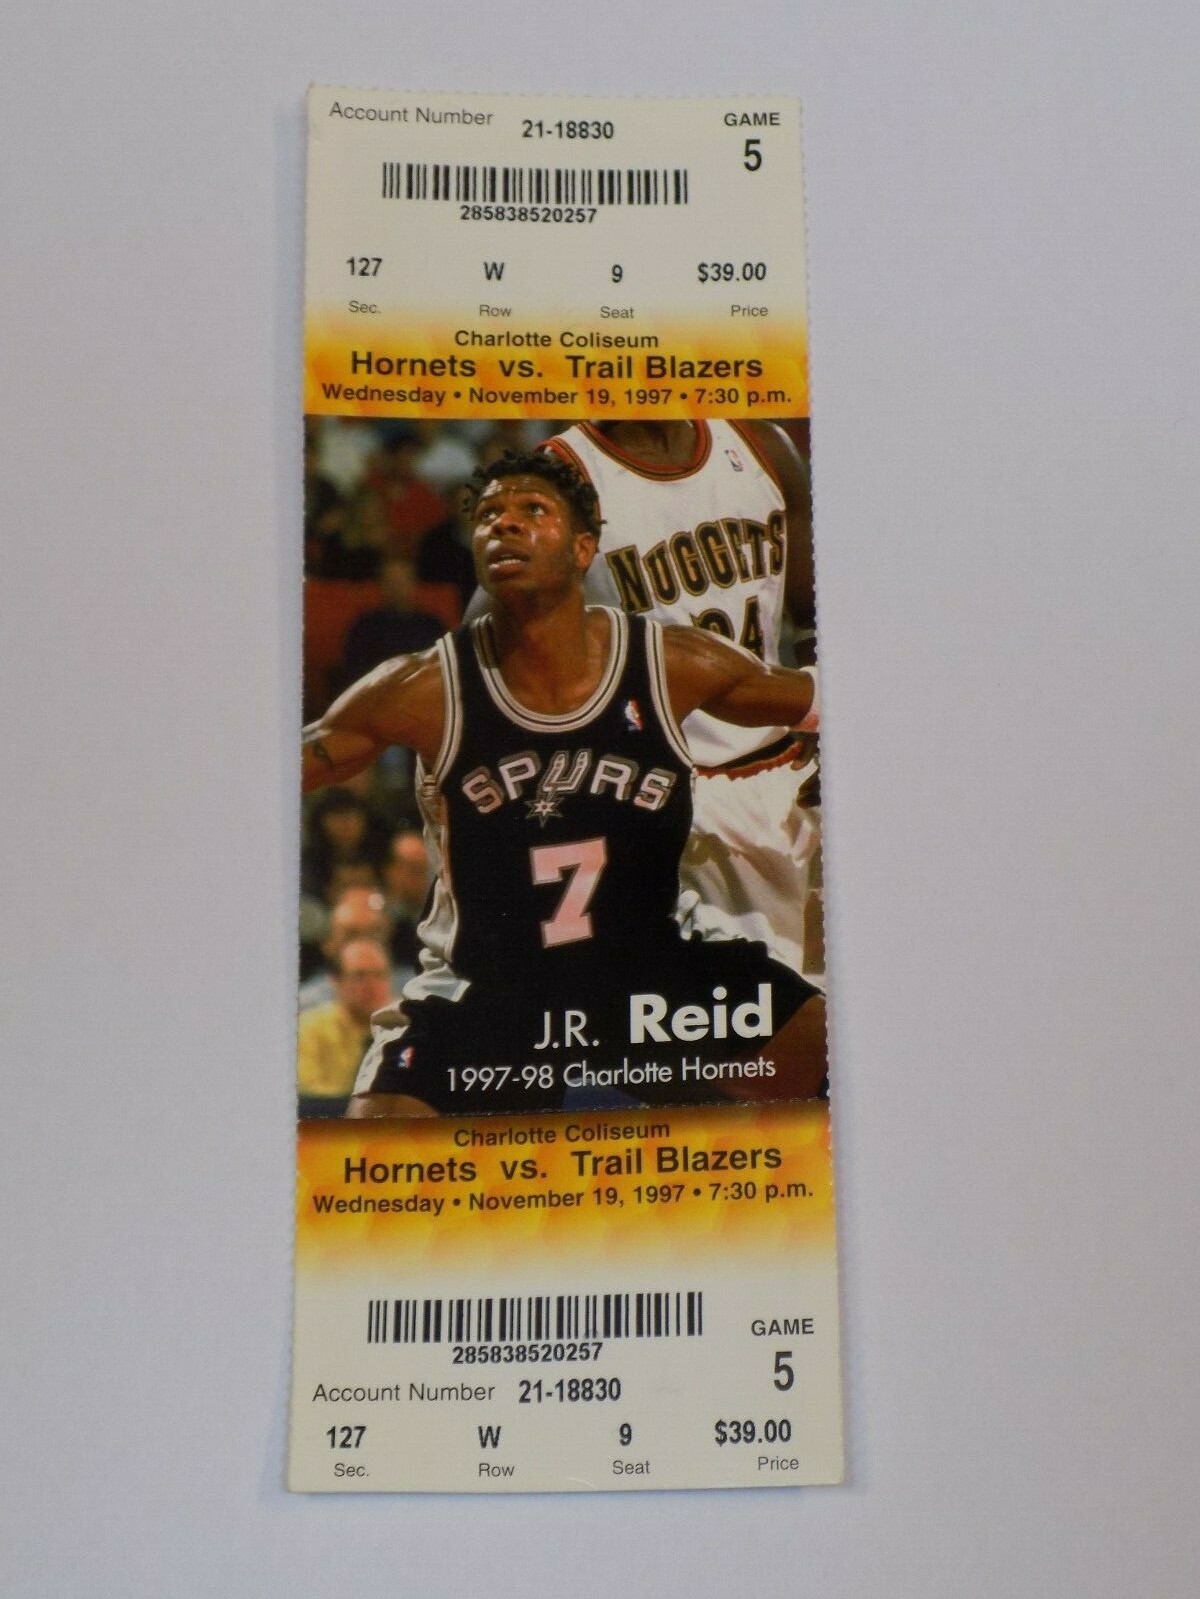 Account Number 21-18830 GAME
5
285838520257
127 W 9 $39.00
Sec. Row Seat Price
Charlotte Coliseum
Hornets vs. Trail Blazers
Wednesday • November 19, 1997 • 7:30 p.m.
NUGGETS
SPURS
7
J.R. Reid
1997-98 Charlotte Hornets
Charlotte Coliseum
Hornets vs. Trail Blazers
Wednesday • November 19, 1997 • 7:30 p.m.
285838520257
GAME
5
Account Number 21-18830
127 W 9 $39.00
Sec. Row Seat Price